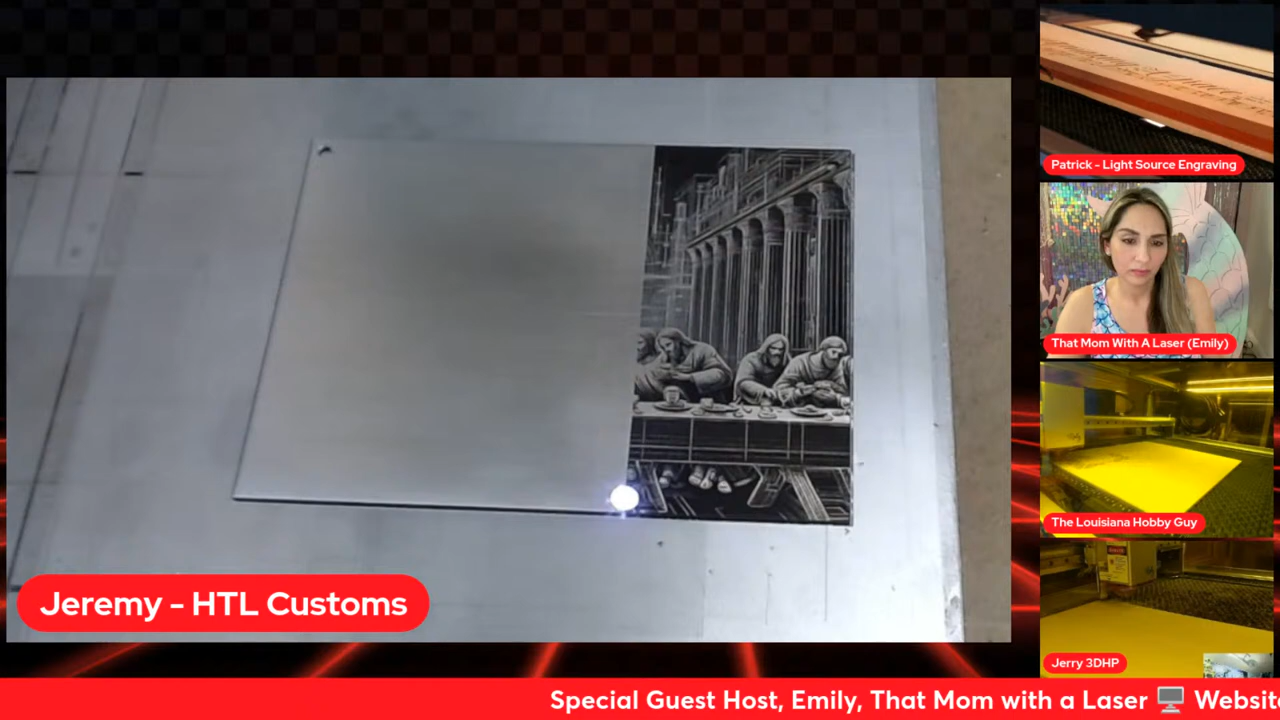 Patrick - Light Source Engraving
That Mom With A Laser (Emily)
The Louisiana Hobby Guy
Jeremy - HTL Customs
Jerry 3DHP
Special Guest Host, Emily, That Mom with a Laser 🖥️ Website